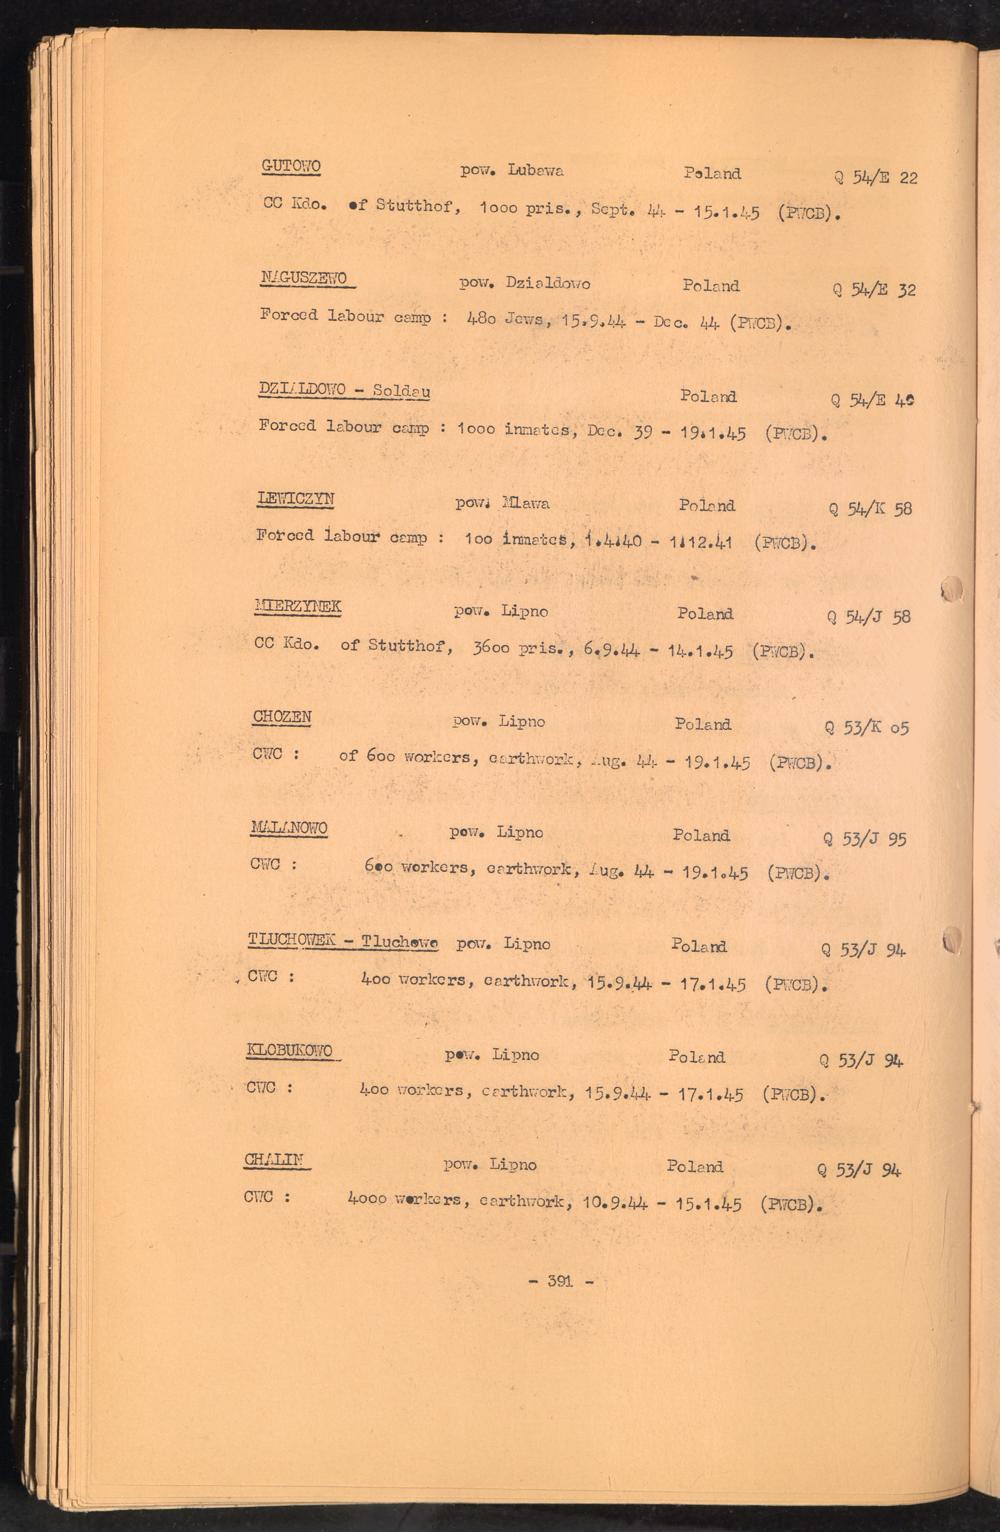 GUTOWO pow. Lubawa Poland Q 54/E 22
CC Kdo. of Stutthof, 1000 pris., Sept. 44 - 15.1.45 (PWCB).
NAGUSZEWO pow. Dzialdowo Poland Q 54/E 32
Forced labour camp : 480 Jews, 15.9.44 - Dec. 44 (PWCB).
DZIALDOWO - Soldau Poland Q 54/E 40
Forced labour camp : 1000 inmates, Dec. 39 - 19.1.45 (PWCB).
LEWICZYN pow. Mlawa Poland Q 54/K 58
Forced labour camp : 100 inmates, 1.4.40 - 1.12.41 (PWCB).
MIERZYNEK pow. Lipno Poland Q 54/J 58
CC Kdo. of Stutthof, 3600 pris., 6.9.44 - 14.1.45 (PWCB).
CHOZEN pow. Lipno Poland Q 53/K 05
CWC : of 600 workers, earthwork, Aug. 44 - 19.1.45 (PWCB).
MALANOWO pow. Lipno Poland Q 53/J 95
CWC : 600 workers, earthwork, Aug. 44 - 19.1.45 (PWCB).
TLUCHOWEK - Tluchowo pow. Lipno Poland Q 53/J 94
CWC : 400 workers, earthwork, 15.9.44 - 17.1.45 (PWCB).
KLOBUKOWO pow. Lipno Poland Q 53/J 94
CWC : 400 workers, earthwork, 15.9.44 - 17.1.45 (PWCB).
CHALIN pow. Lipno Poland Q 53/J 94
CWC : 4000 workers, earthwork, 10.9.44 - 15.1.45 (PWCB).
- 391 -